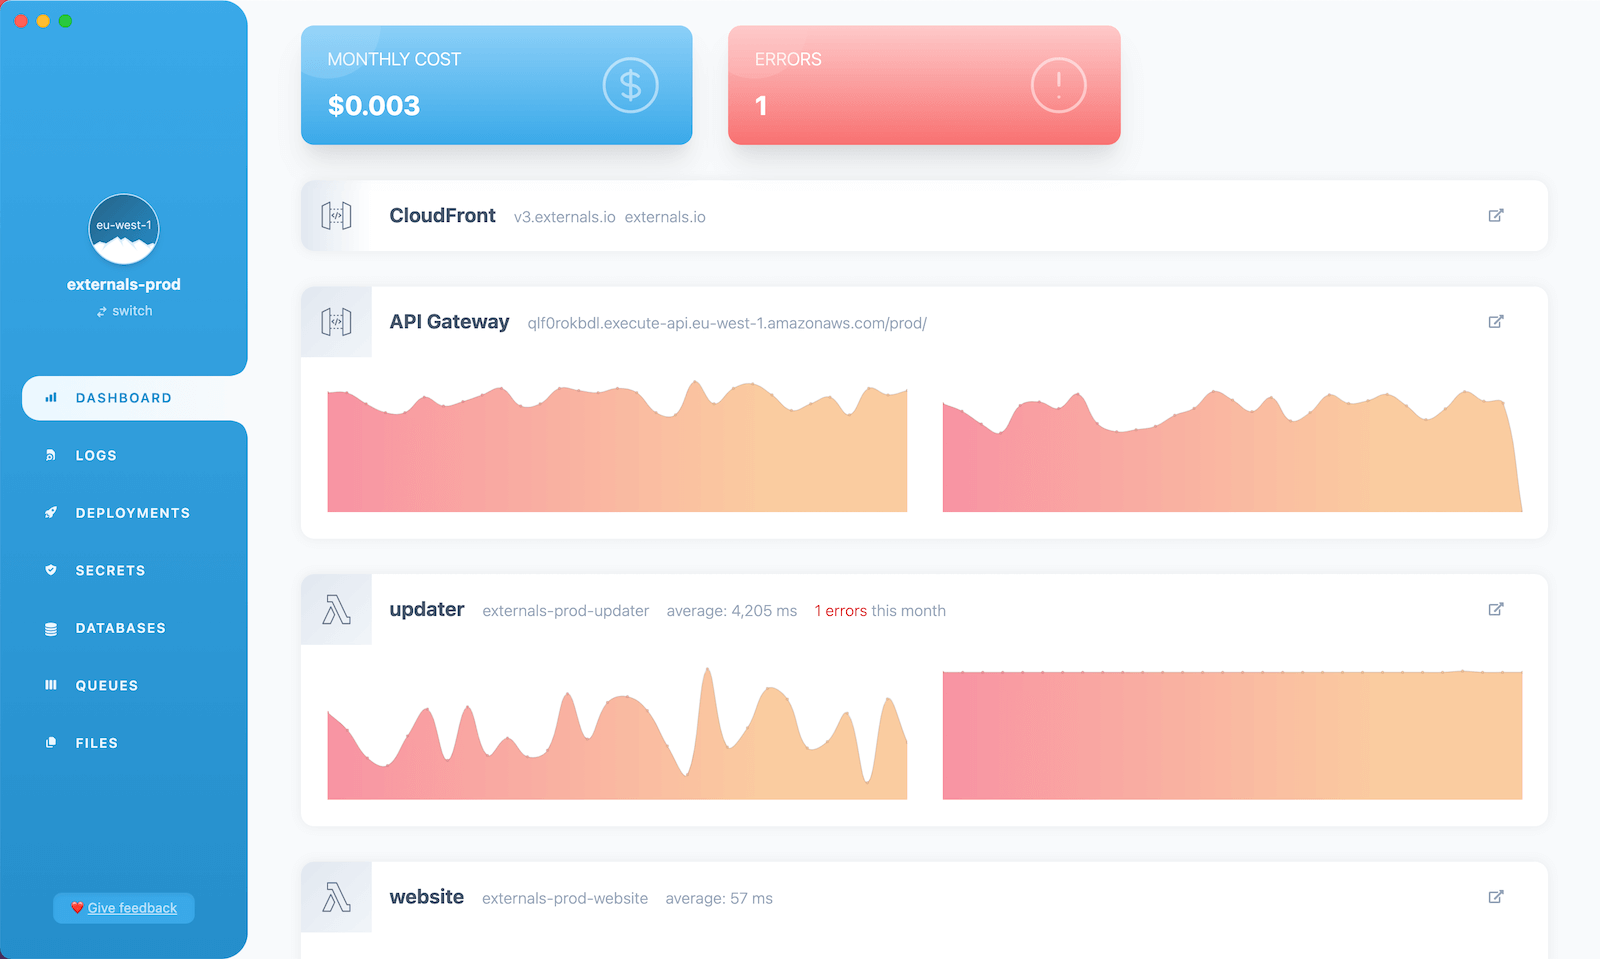 eu-west-1
externals-prod
switch
DASHBOARD
LOGS
DEPLOYMENTS
SECRETS
DATABASES
QUEUES
FILES
❤️ Give feedback
MONTHLY COST
$0.003
ERRORS
1
CloudFront v3.externals.io externals.io
API Gateway qlf0rokbdl.execute-api.eu-west-1.amazonaws.com/prod/
updater externals-prod-updater average: 4,205 ms 1 errors this month
website externals-prod-website average: 57 ms